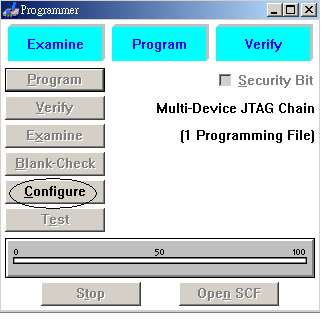 Programmer
Examine Program Verify
Program Security Bit
Verify Multi-Device JTAG Chain
Examine (1 Programming File)
Blank-Check
Configure
Test
0 50 100
Stop Open SCF